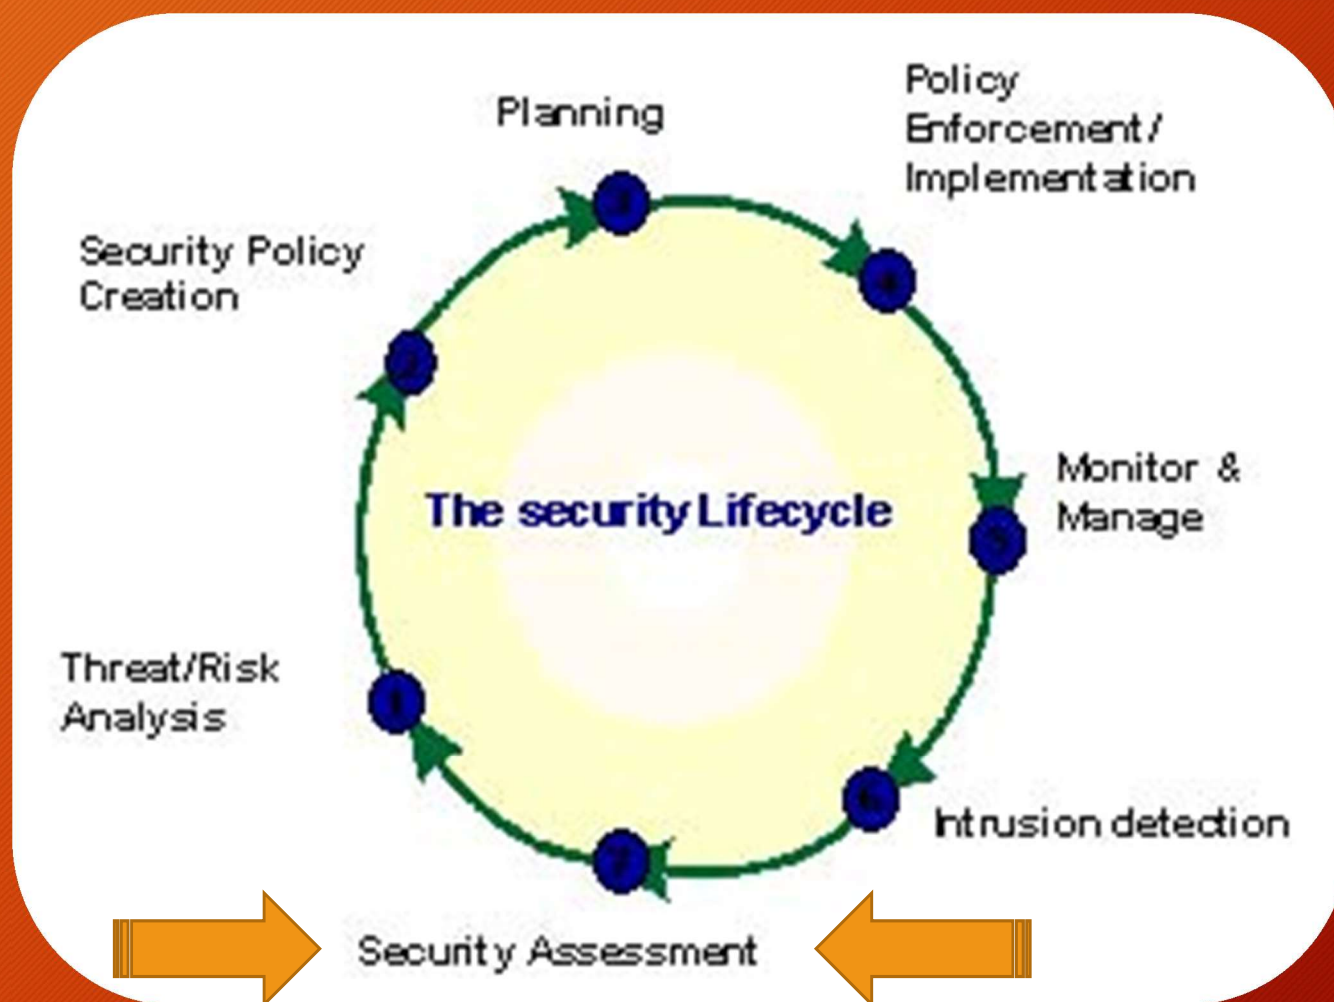 Planning
Policy
Enforcement/
Implementation
Security Policy
Creation
The security Lifecycle
Monitor &
Manage
Threat/Risk
Analysis
Intrusion detection
Security Assessment